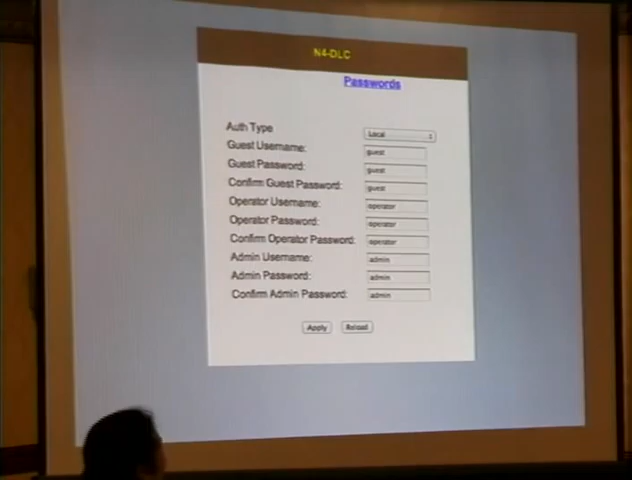 N4-DLC
Passwords
Auth Type Local
Guest Username: guest
Guest Password: guest
Confirm Guest Password: guest
Operator Username: operator
Operator Password: operator
Confirm Operator Password: operator
Admin Username: admin
Admin Password: admin
Confirm Admin Password: admin
Apply Reload